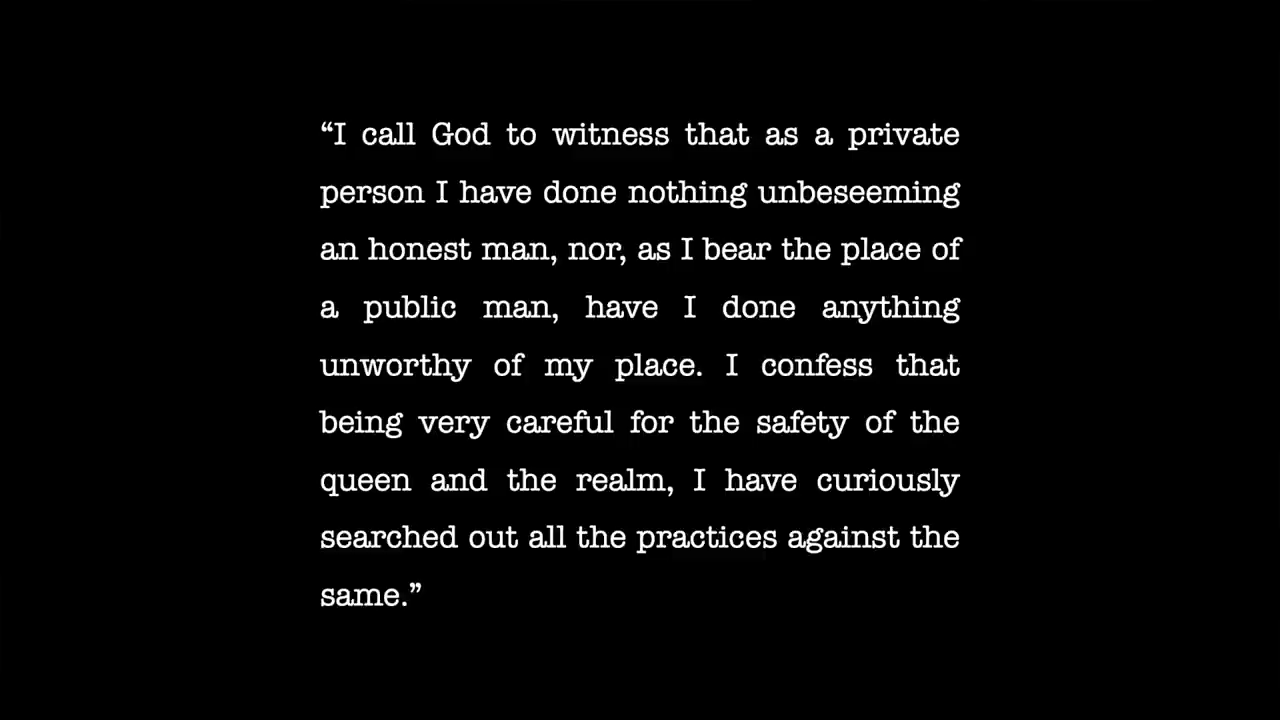 “I call God to witness that as a private
person I have done nothing unbeseeming
an honest man, nor, as I bear the place of
a public man, have I done anything
unworthy of my place. I confess that
being very careful for the safety of the
queen and the realm, I have curiously
searched out all the practices against the
same.”